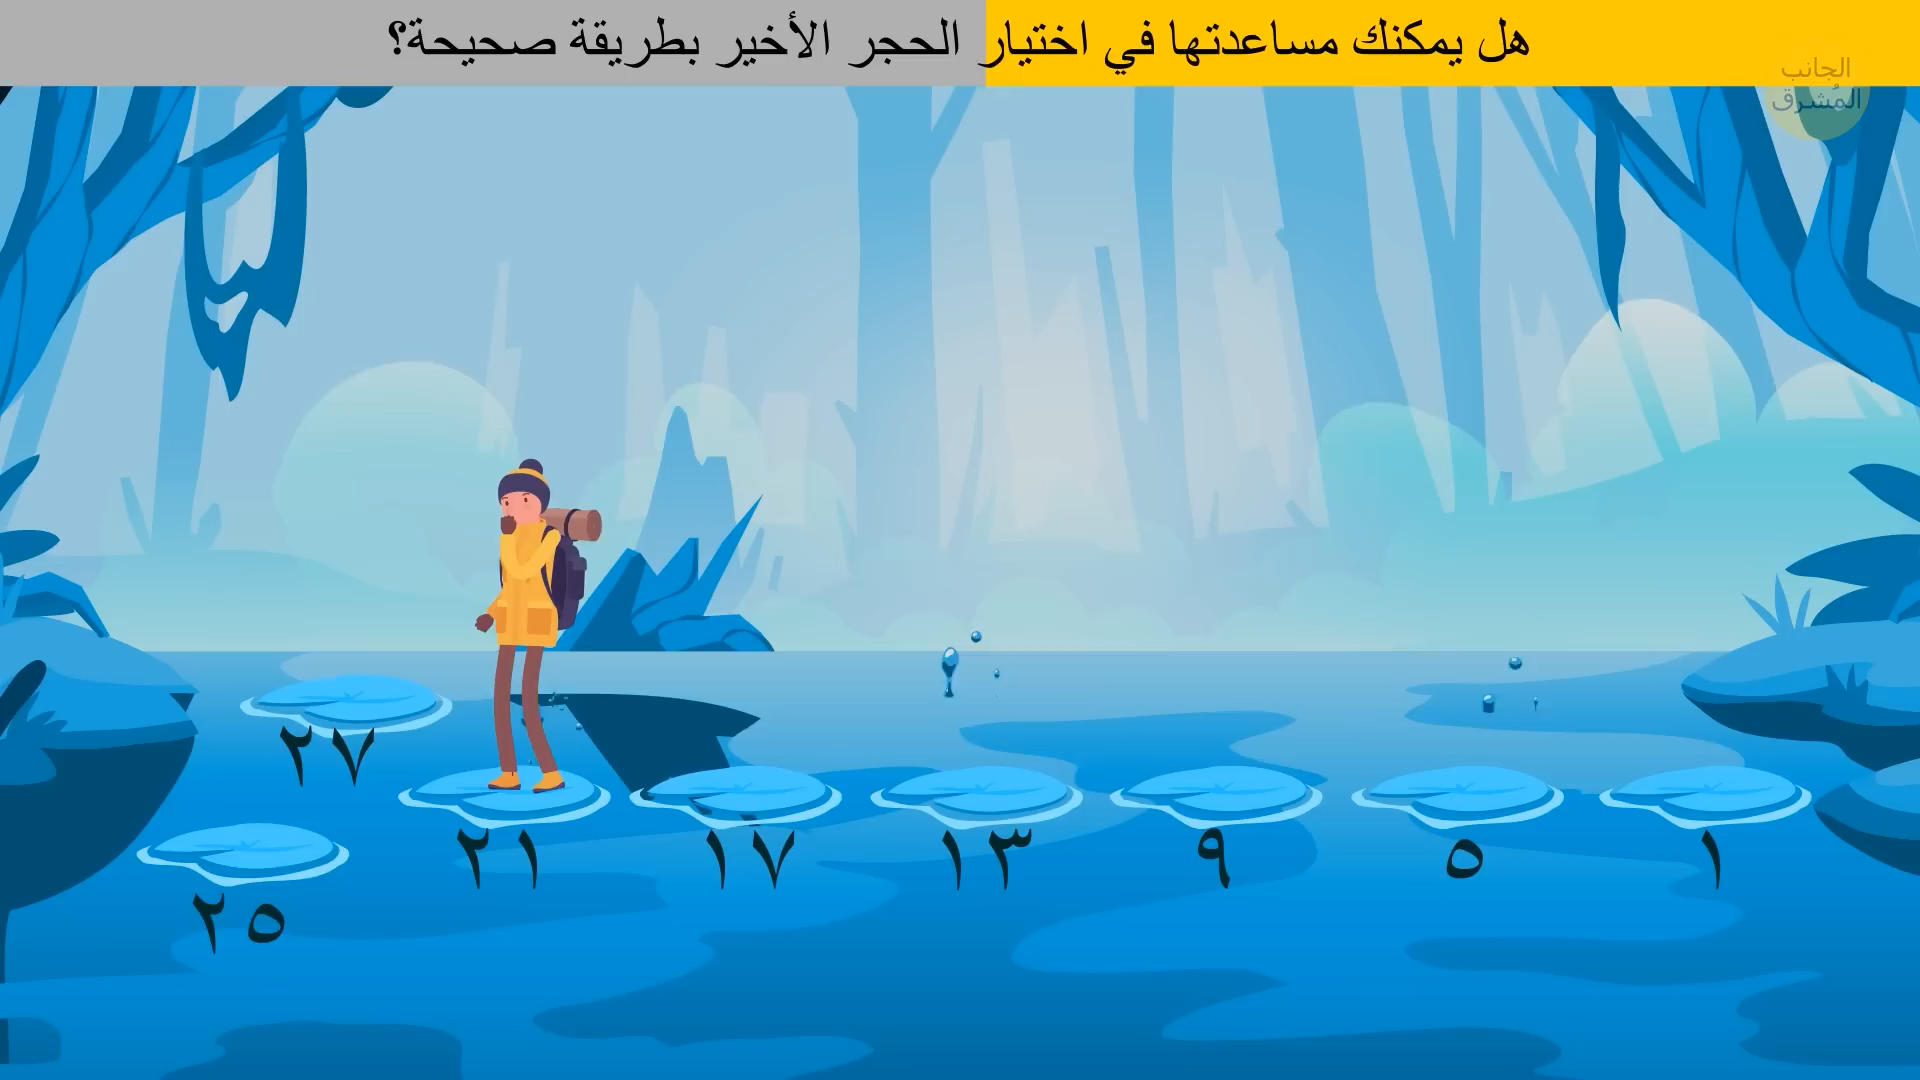 هل يمكنك مساعدتها في اختيار الحجر الأخير بطريقة صحيحة؟
الجانب
المُشرق
٢٧
٢١
١٧
١٣
٩
٥
١
٢٥